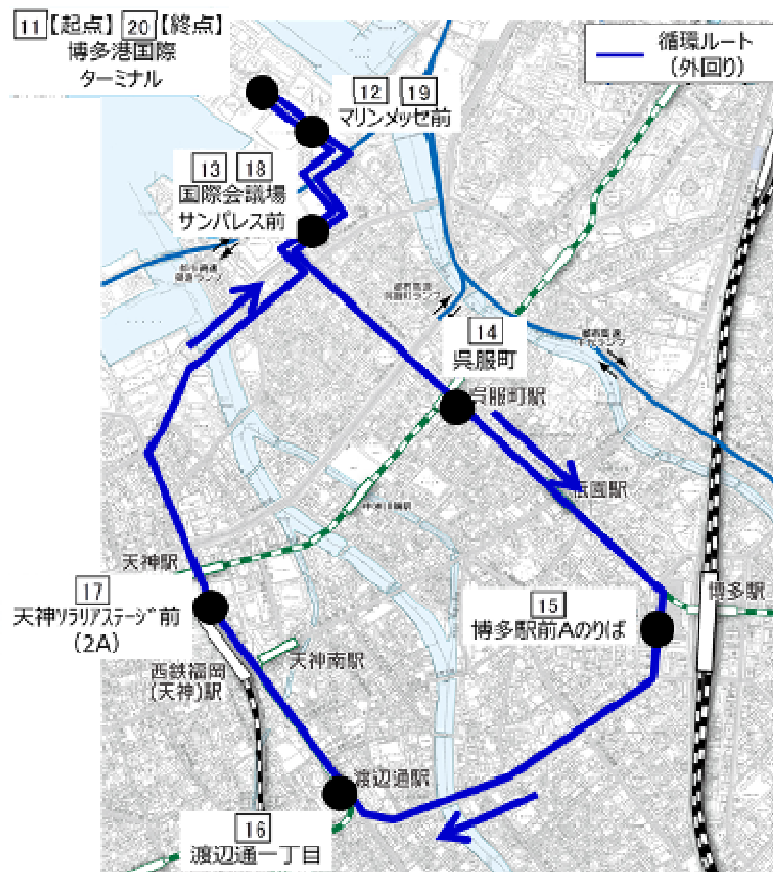 11【起点】 20【終点】
博多港国際
ターミナル
循環ルート
(外回り)
12 19
マリンメッセ前
13 18
国際会議場
サンパレス前
14
呉服町
呉服町駅
祇園駅
天神駅
17
天神ソラリアステージ前
(2A)
15
博多駅前Aのりば
博多駅
天神南駅
西鉄福岡
(天神)駅
渡辺通駅
16
渡辺通一丁目